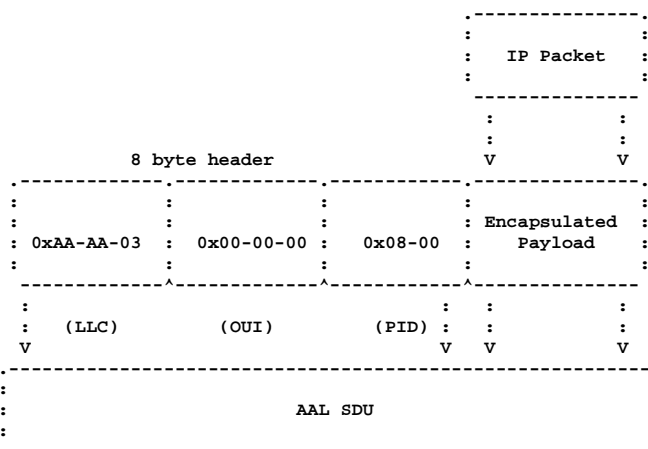 IP Packet
8 byte header
V V
Encapsulated
0xAA-AA-03 0x00-00-00 0x08-00 Payload
(LLC) (OUI) (PID)
V V V V
AAL SDU